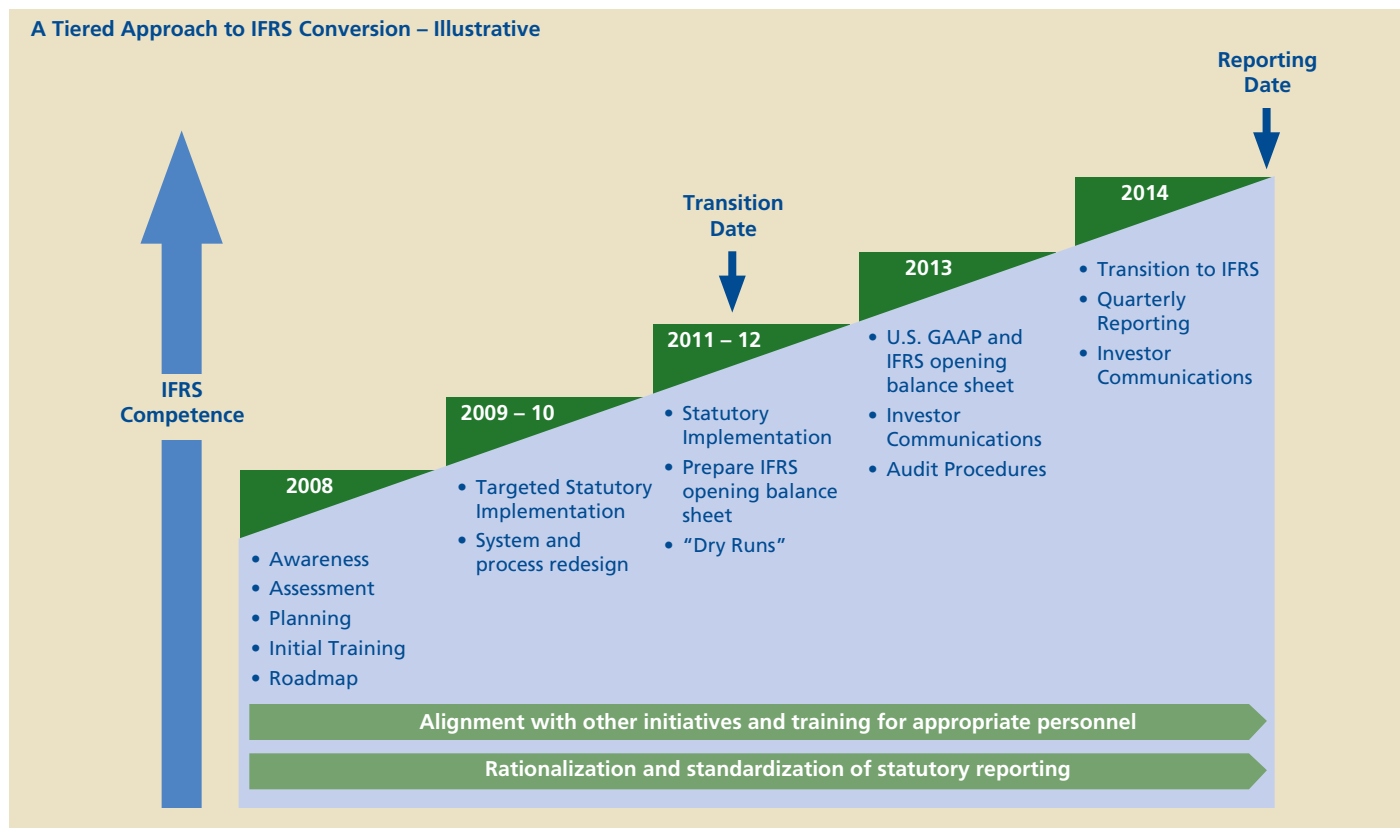 A Tiered Approach to IFRS Conversion – Illustrative
Reporting
Date
Transition
Date
IFRS
Competence
2008
• Awareness
• Assessment
• Planning
• Initial Training
• Roadmap
2009 – 10
• Targeted Statutory
Implementation
• System and
process redesign
2011 – 12
• Statutory
Implementation
• Prepare IFRS
opening balance
sheet
• “Dry Runs”
2013
• U.S. GAAP and
IFRS opening
balance sheet
• Investor
Communications
• Audit Procedures
2014
• Transition to IFRS
• Quarterly
Reporting
• Investor
Communications
Alignment with other initiatives and training for appropriate personnel
Rationalization and standardization of statutory reporting